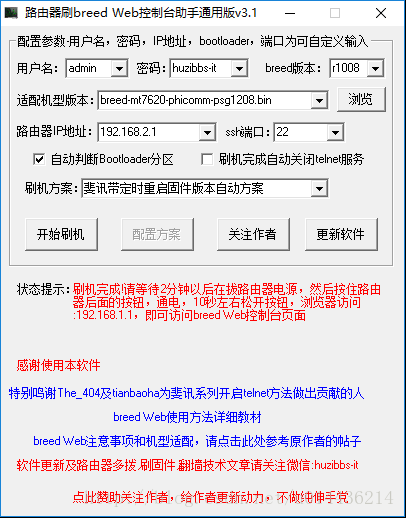 路由器刷breed Web控制台助手通用版v3.1
配置参数-用户名，密码，IP地址，bootloader，端口为可自定义输入
用户名： admin 密码： huzibbs-it breed版本： r1008
适配机型版本： breed-mt7620-phicomm-psg1208.bin 浏览
路由器IP地址： 192.168.2.1 ssh端口： 22
自动判断Bootloader分区 刷机完成自动关闭telnet服务
刷机方案： 斐讯带定时重启固件版本自动方案
开始刷机 配置方案 关注作者 更新软件
状态提示： 刷机完成!请等待2分钟以后在拔路由器电源，然后按住路由
器后面的按钮，通电，10秒左右松开按钮，浏览器访问
:192.168.1.1，即可访问breed Web控制台页面
感谢使用本软件
特别鸣谢The_404及tianbaoha为斐讯系列开启telnet方法做出贡献的人
breed Web使用方法详细教材
breed Web注意事项和机型适配，请点击此处参考原作者的帖子
软件更新及路由器多拨.刷固件.翻墙技术文章请关注微信:huzibbs-it
点此赞助关注作者，给作者更新动力，不做纯伸手党